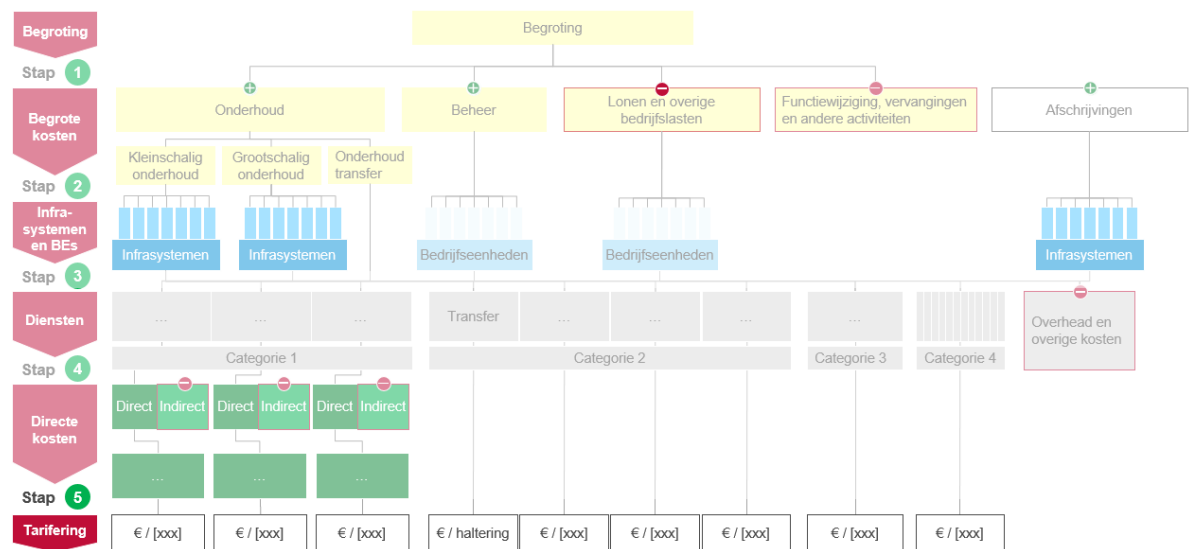 Begroting
Begroting
Stap 1
Begrote
kosten
Onderhoud
Beheer
Lonen en overige
bedrijfslasten
Functiewijziging, vervangingen
en andere activiteiten
Afschrijvingen
Kleinschalig
onderhoud
Grootschalig
onderhoud
Onderhoud
transfer
Stap 2
Infra-
systemen
en BEs
Infrasystemen
Infrasystemen
Bedrijfseenheden
Bedrijfseenheden
Infrasystemen
Stap 3
Diensten
...
...
...
Transfer
...
...
...
...
Overhead en
overige kosten
Categorie 1
Categorie 2
Categorie 3
Categorie 4
Stap 4
Directe
kosten
Direct
Indirect
Direct
Indirect
Direct
Indirect
...
...
...
Stap 5
Tarifering
€ / [xxx]
€ / [xxx]
€ / [xxx]
€ / haltering
€ / [xxx]
€ / [xxx]
€ / [xxx]
€ / [xxx]
€ / [xxx]